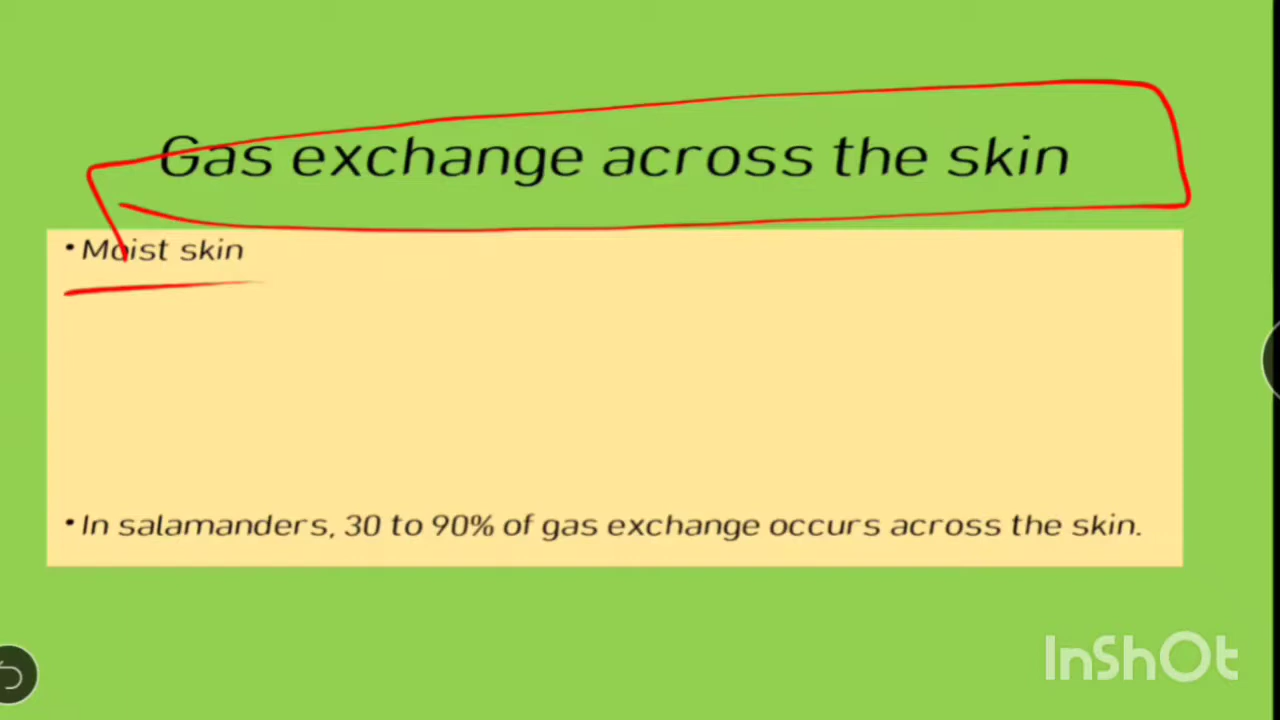 Gas exchange across the skin
•Moist skin
•In salamanders, 30 to 90% of gas exchange occurs across the skin.
InShOt